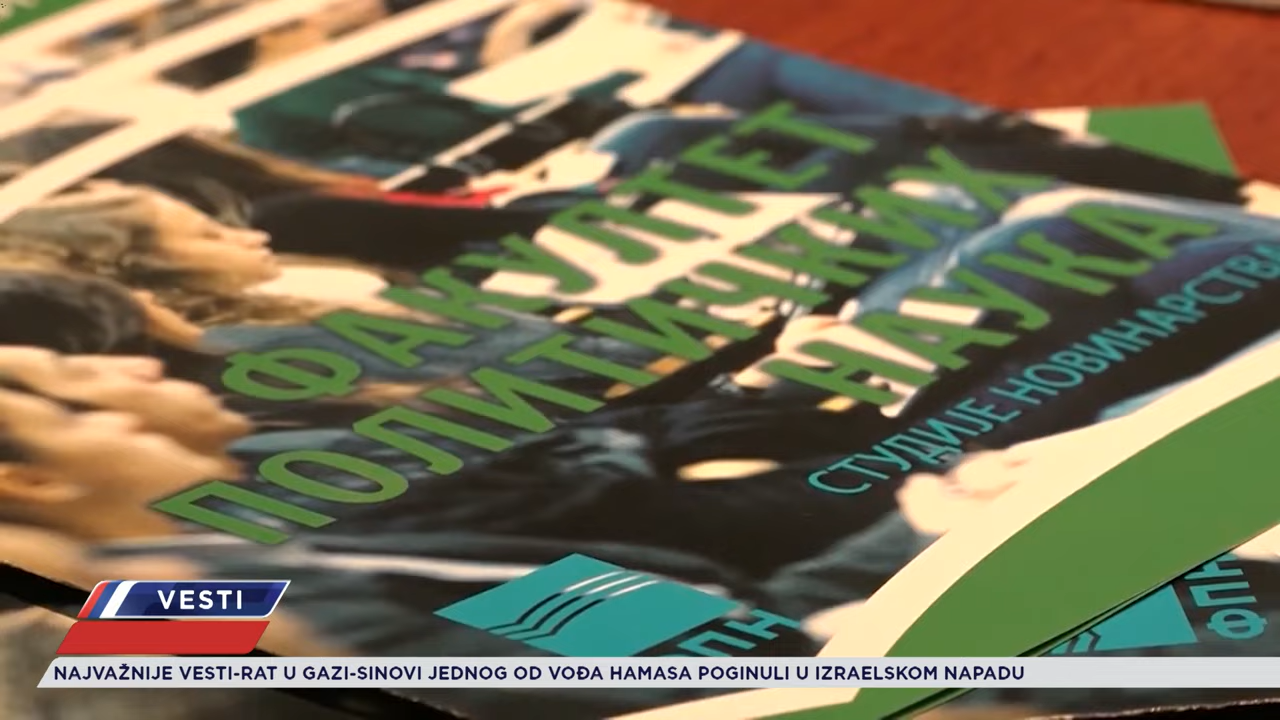 ФАКУЛТЕТ
ПОЛИТИЧКИХ
НАУКА
СТУДИЈЕ НОВИНАРСТВА
ФПН
VESTI
NAJVAŽNIJE VESTI-RAT U GAZI-SINOVI JEDNOG OD VOĐA HAMASA POGINULI U IZRAELSKOM NAPADU